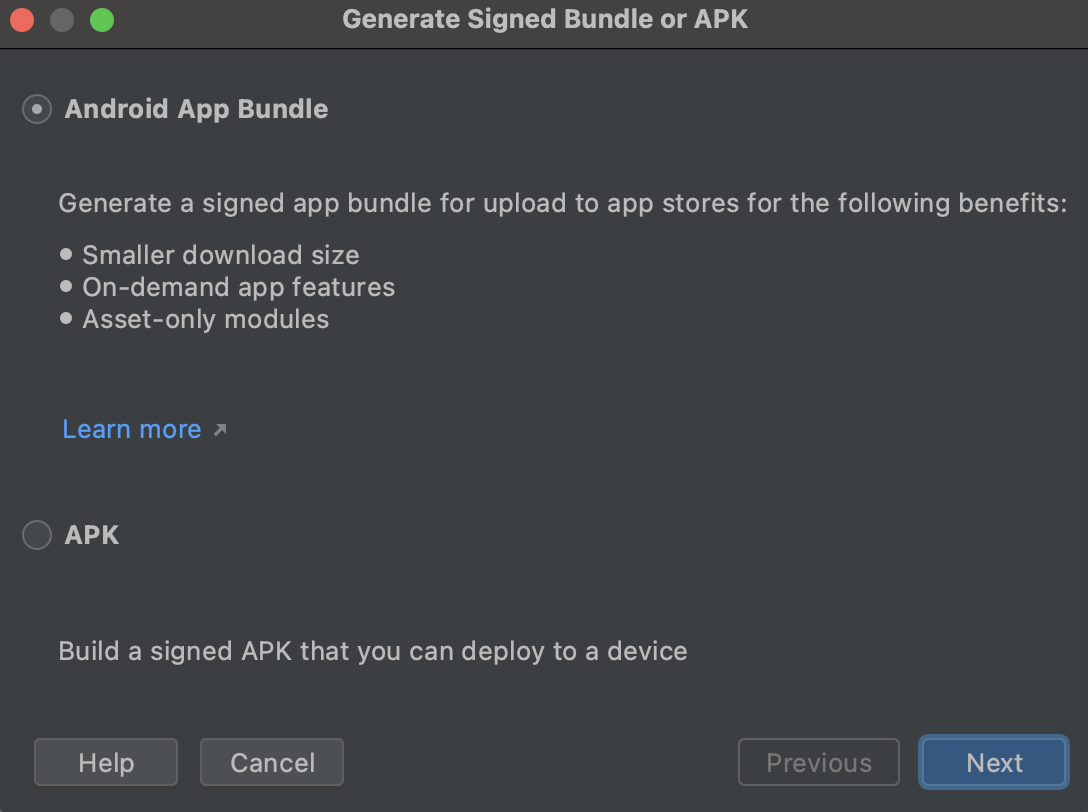 Generate Signed Bundle or APK
Android App Bundle
Generate a signed app bundle for upload to app stores for the following benefits:
Smaller download size
On-demand app features
Asset-only modules
Learn more
APK
Build a signed APK that you can deploy to a device
Help Cancel Previous Next